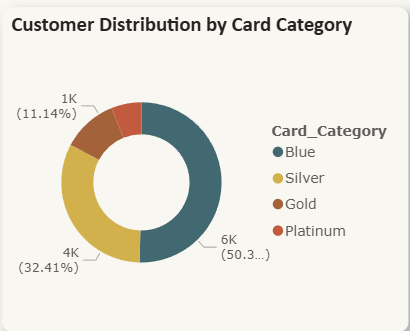 Customer Distribution by Card Category
1K
(11.14%)
Card_Category
Blue
Silver
Gold
Platinum
6K
(50.3...)
4K
(32.41%)